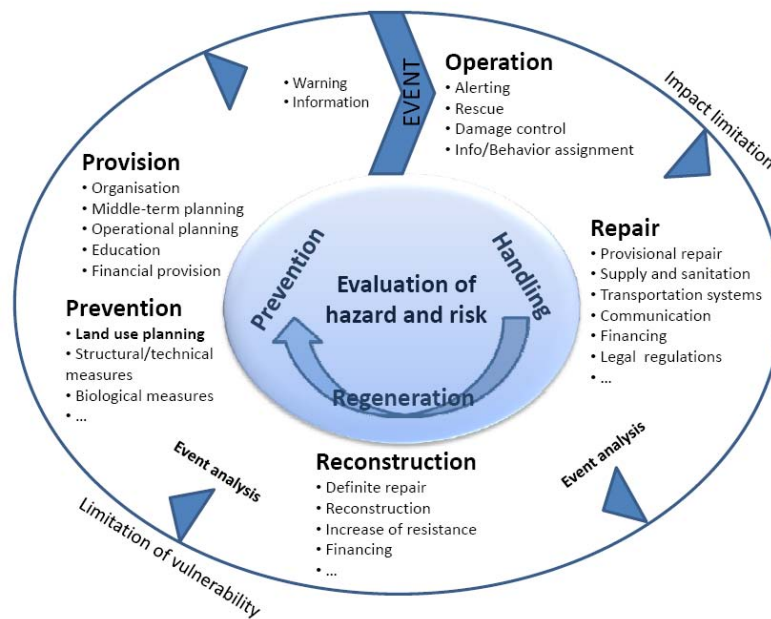 • Warning
• Information
EVENT
Operation
• Alerting
• Rescue
• Damage control
• Info/Behavior assignment
Impact limitation
Provision
• Organisation
• Middle-term planning
• Operational planning
• Education
• Financial provision
Prevention
• Land use planning
• Structural/technical
measures
• Biological measures
• ...
Prevention
Evaluation of
hazard and risk
Handling
Regeneration
Repair
• Provisional repair
• Supply and sanitation
• Transportation systems
• Communication
• Financing
• Legal regulations
• ...
Event analysis
Reconstruction
• Definite repair
• Reconstruction
• Increase of resistance
• Financing
• ...
Event analysis
Limitation of vulnerability